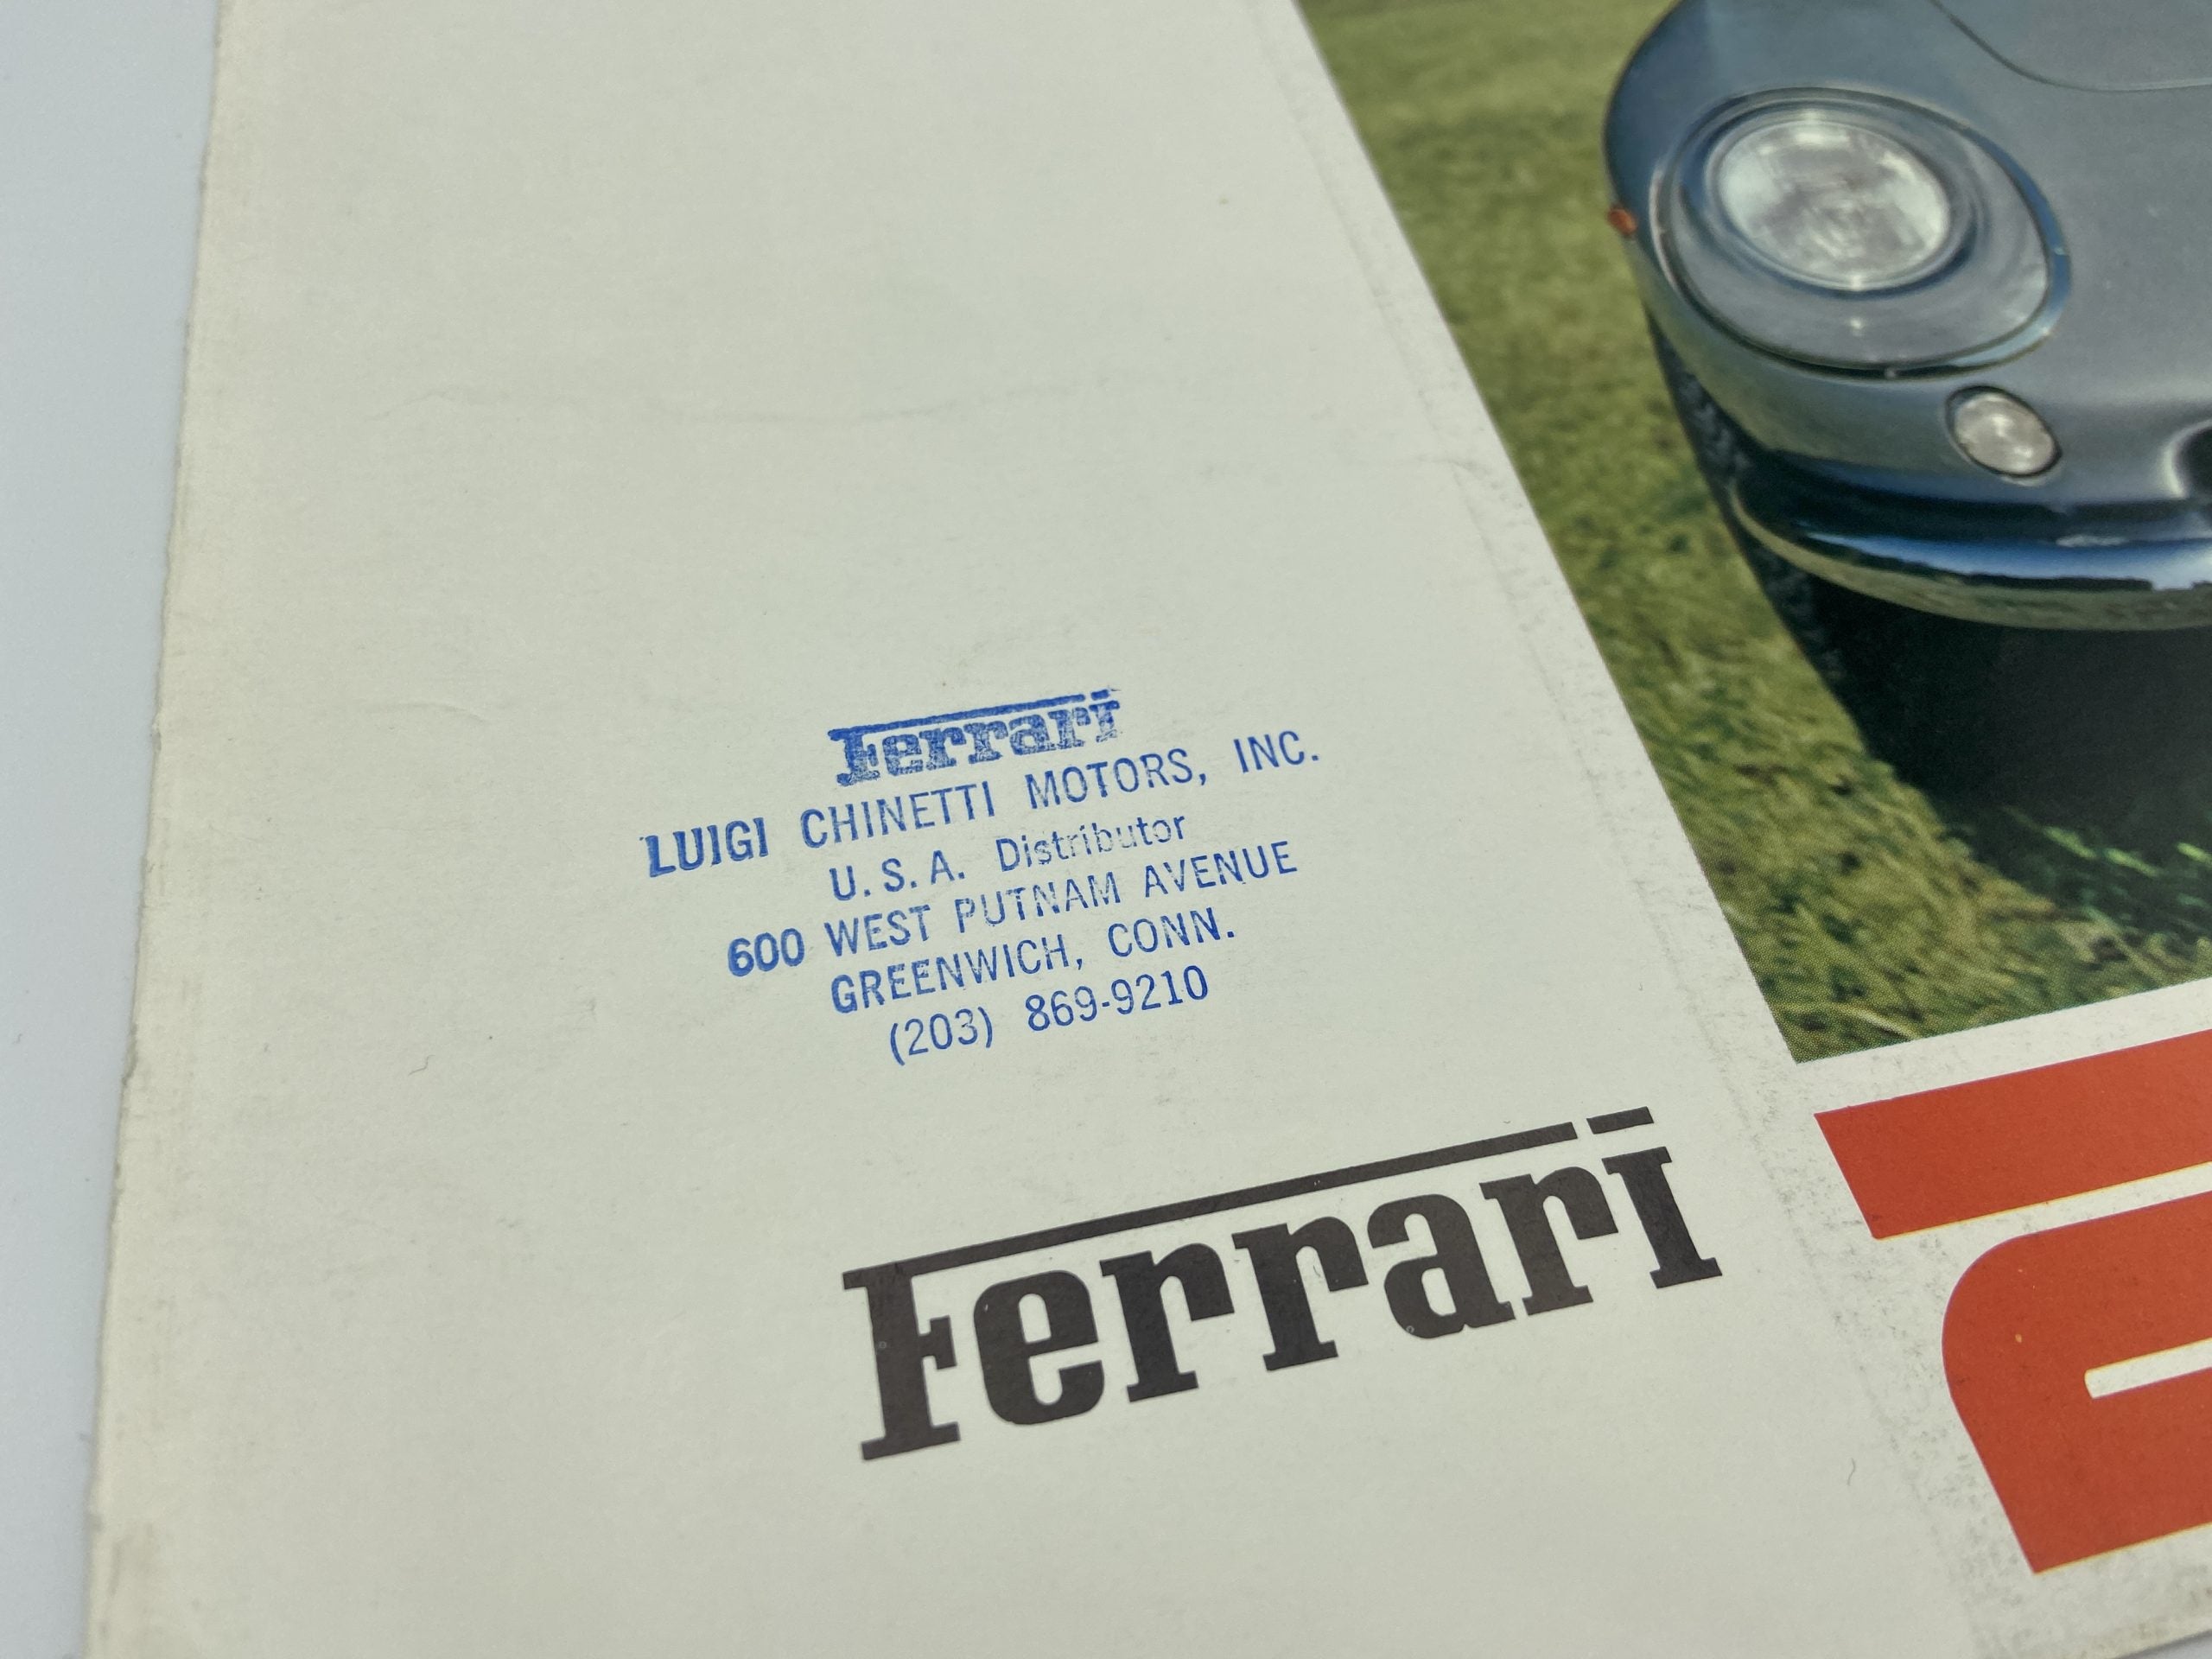 Ferrari
LUIGI CHINETTI MOTORS, INC.
U.S.A. Distributor
600 WEST PUTNAM AVENUE
GREENWICH, CONN.
(203) 869-9210
Ferrari